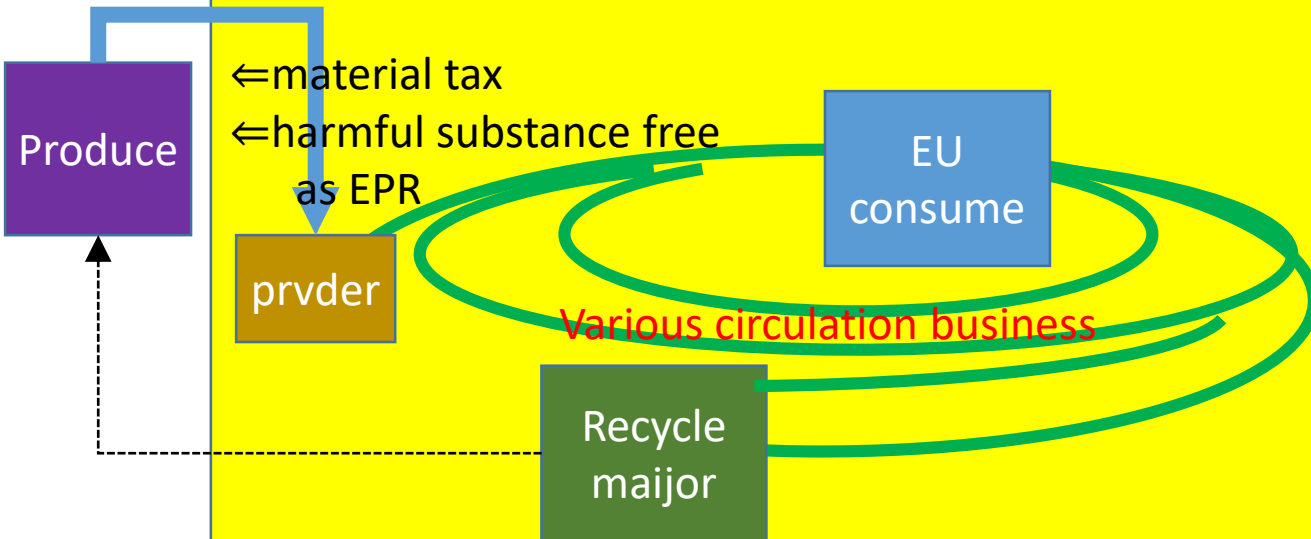 ⇐material tax
⇐harmful substance free
as EPR
Produce
EU
consume
prvder
Various circulation business
Recycle
maijor